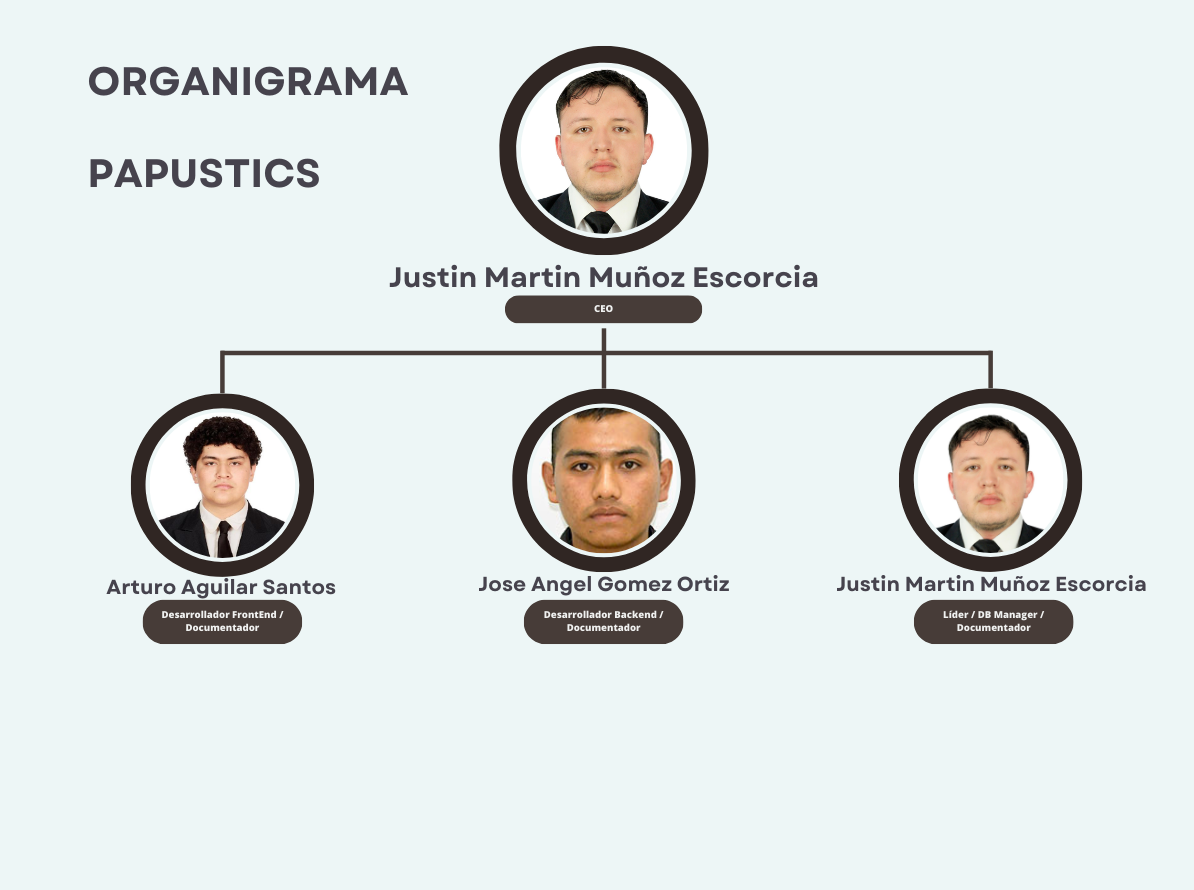 ORGANIGRAMA
PAPUSTICS
Justin Martin Muñoz Escorcia
CEO
Arturo Aguilar Santos
Desarrollador FrontEnd /
Documentador
Jose Angel Gomez Ortiz
Desarrollador Backend /
Documentador
Justin Martin Muñoz Escorcia
Líder / DB Manager /
Documentador